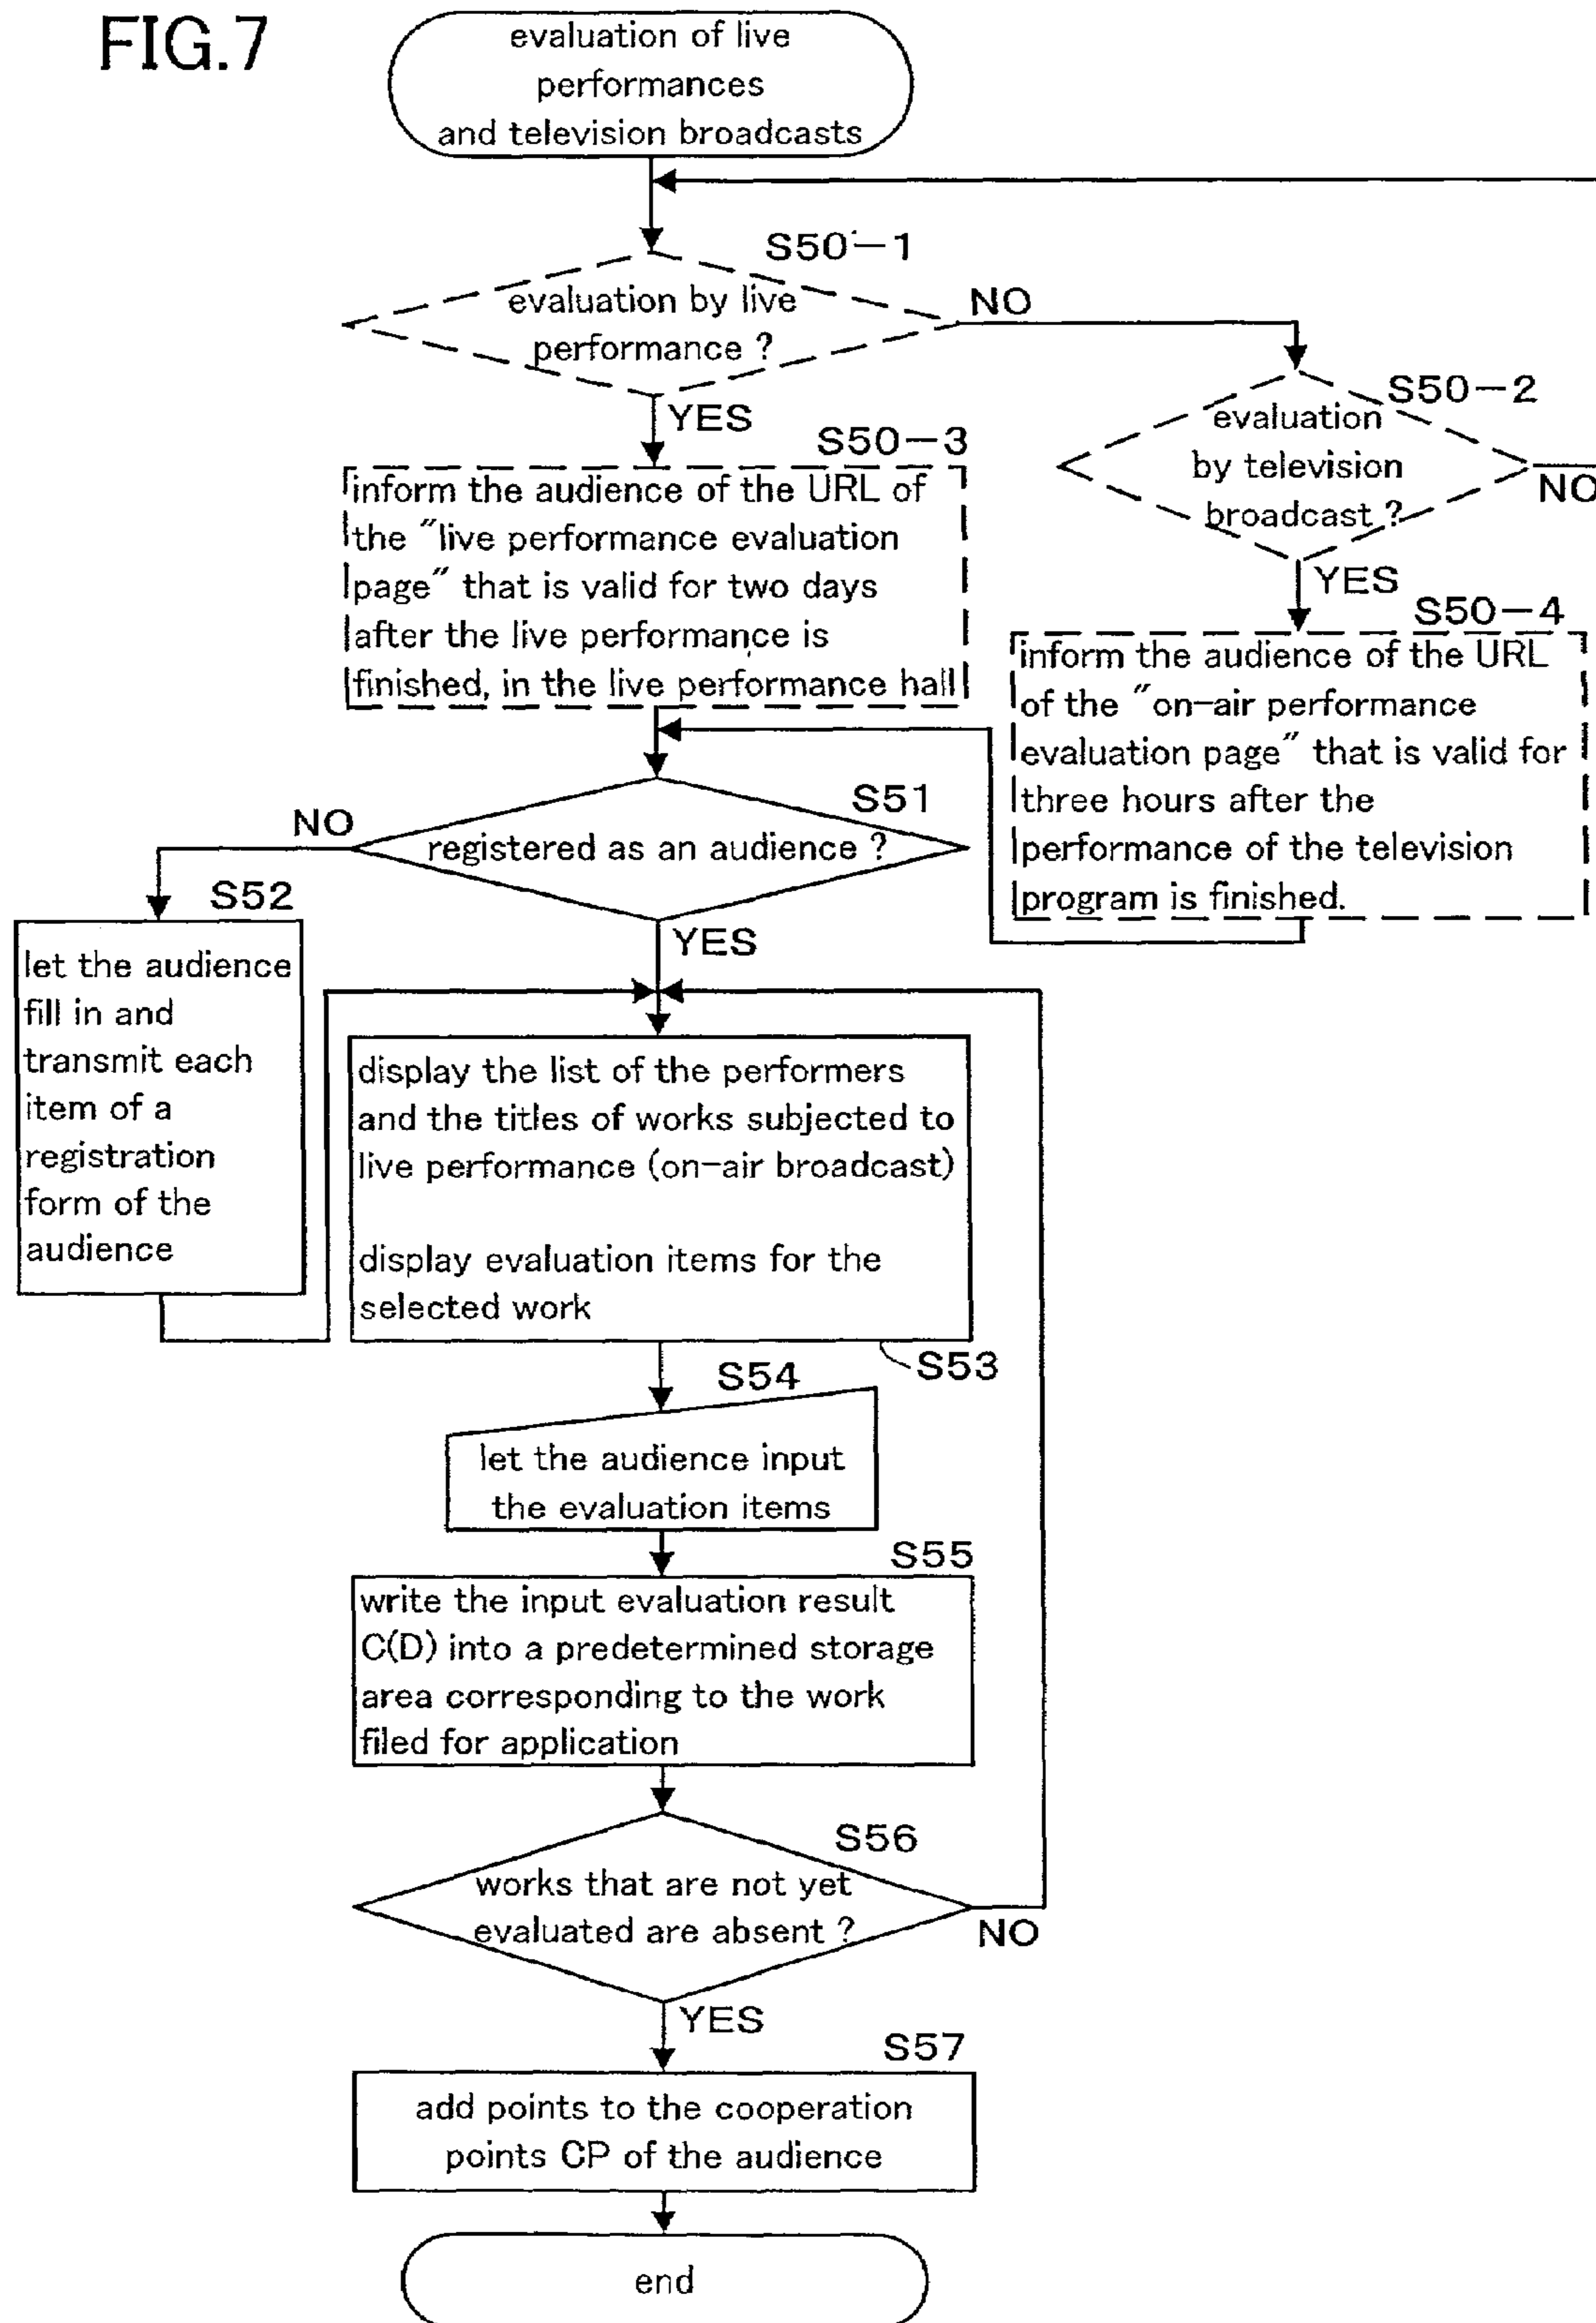 FIG.7
evaluation of live
performances
and television broadcasts
S50-1
evaluation by live
performance ?
NO
YES
S50-2
evaluation
by television
broadcast ?
NO
YES
S50-3
inform the audience of the URL of
the "live performance evaluation
page" that is valid for two days
after the live performance is
finished, in the live performance hall
S50-4
inform the audience of the URL
of the "on-air performance
evaluation page" that is valid for
three hours after the
performance of the television
program is finished.
S51
registered as an audience ?
NO
YES
S52
let the audience
fill in and
transmit each
item of a
registration
form of the
audience
display the list of the performers
and the titles of works subjected to
live performance (on-air broadcast)
display evaluation items for the
selected work
S53
S54
let the audience input
the evaluation items
S55
write the input evaluation result
C(D) into a predetermined storage
area corresponding to the work
filed for application
S56
works that are not yet
evaluated are absent ?
NO
YES
S57
add points to the cooperation
points CP of the audience
end